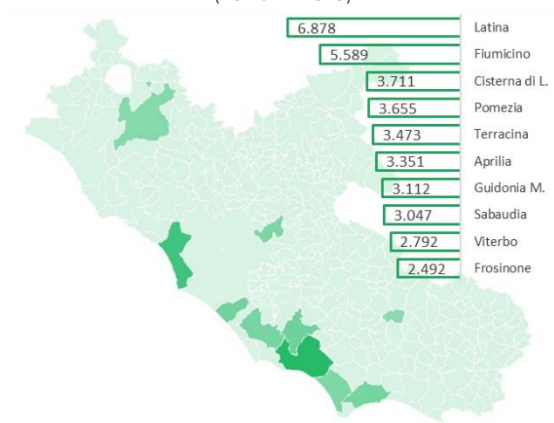 6.878 Latina
5.589 Fiumicino
3.711 Cisterna di L.
3.655 Pomezia
3.473 Terracina
3.351 Aprilia
3.112 Guidonia M.
3.047 Sabaudia
2.792 Viterbo
2.492 Frosinone